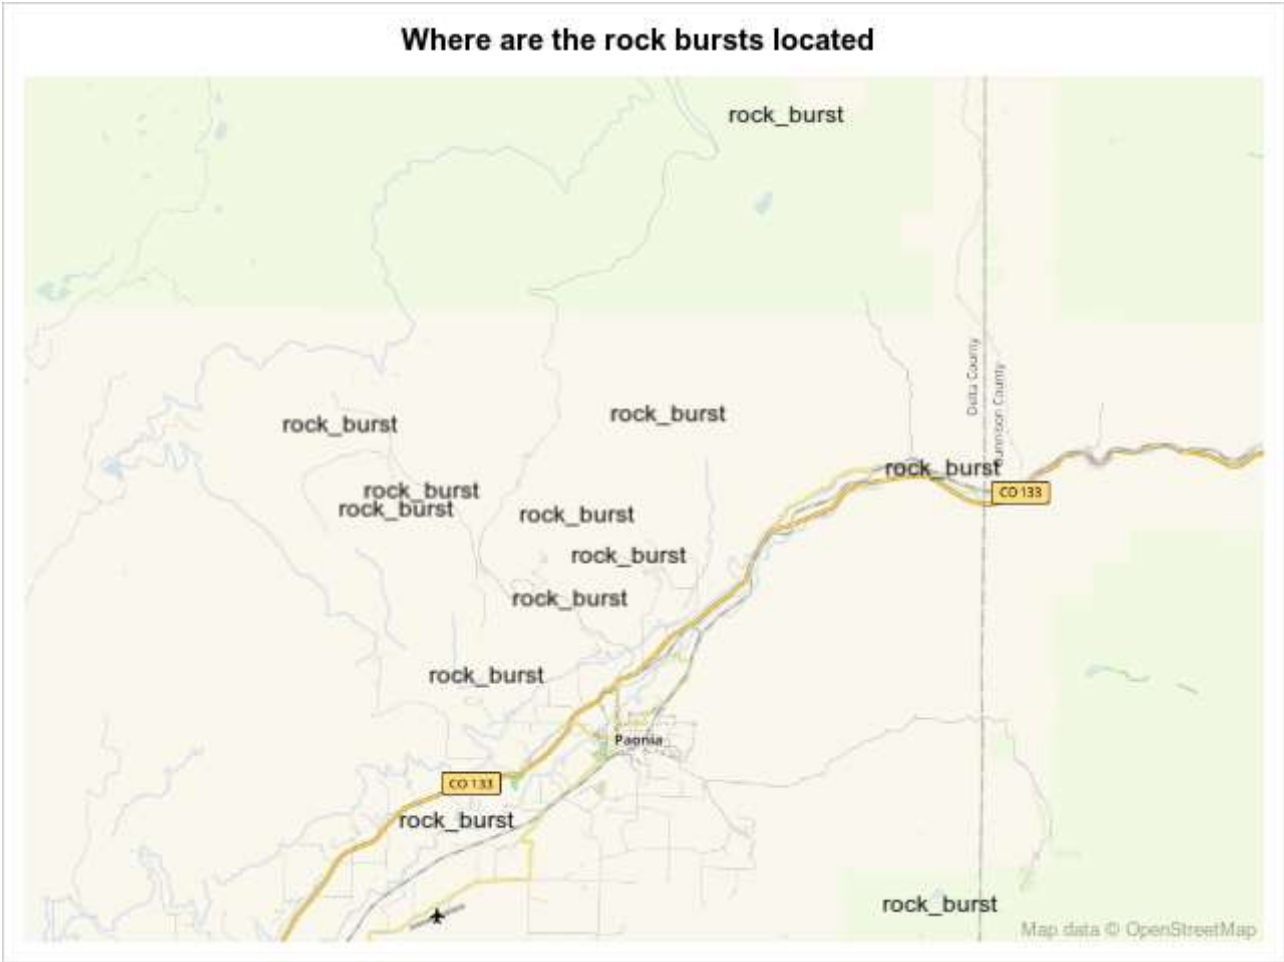 Where are the rock bursts located
rock_burst
Delta County
Gunnison County
rock_burst
rock_burst
rock_burst
CO 133
rock_burst
rock_burst
rock_burst
rock_burst
rock_burst
rock_burst
Paonia
CO 133
rock_burst
rock_burst
Map data © OpenStreetMap